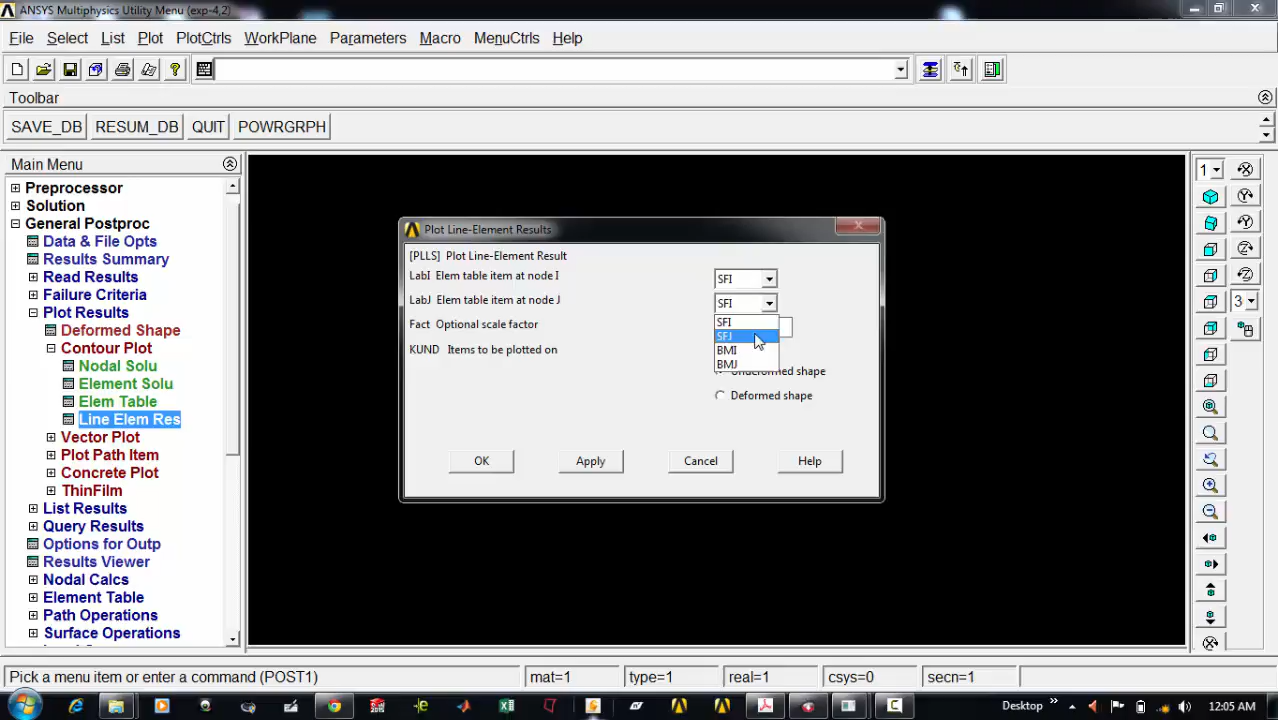 ANSYS Multiphysics Utility Menu (exp-4,2)
File Select List Plot PlotCtrls WorkPlane Parameters Macro MenuCtrls Help
Toolbar
SAVE_DB RESUM_DB QUIT POWRGRPH
Main Menu
Preprocessor
Solution
General Postproc
Data & File Opts
Results Summary
Read Results
Failure Criteria
Plot Results
Deformed Shape
Contour Plot
Nodal Solu
Element Solu
Elem Table
Line Elem Res
Vector Plot
Plot Path Item
Concrete Plot
ThinFilm
List Results
Query Results
Options for Outp
Results Viewer
Nodal Calcs
Element Table
Path Operations
Surface Operations
Plot Line-Element Results
[PLLS] Plot Line-Element Result
LabI Elem table item at node I SFI
LabJ Elem table item at node J SFI
Fact Optional scale factor
KUND Items to be plotted on
SFI
SFJ
BMI
BMJ
Undeformed shape
Deformed shape
OK Apply Cancel Help
1
3
Pick a menu item or enter a command (POST1) mat=1 type=1 real=1 csys=0 secn=1
Desktop 12:05 AM